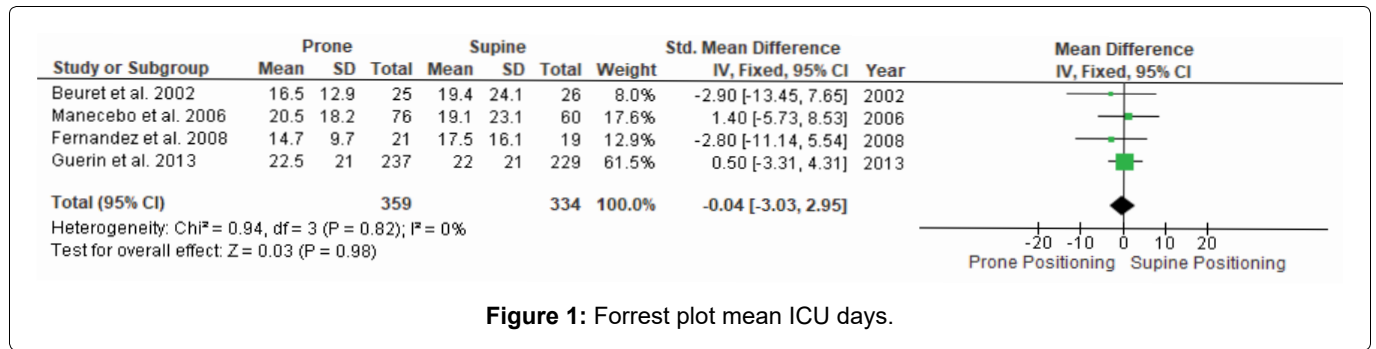 Prone Supine Std. Mean Difference Mean Difference
Study or Subgroup Mean SD Total Mean SD Total Weight IV, Fixed, 95% CI Year IV, Fixed, 95% CI
Beuret et al. 2002 16.5 12.9 25 19.4 24.1 26 8.0% -2.90 [-13.45, 7.65] 2002
Manecebo et al. 2006 20.5 18.2 76 19.1 23.1 60 17.6% 1.40 [-5.73, 8.53] 2006
Fernandez et al. 2008 14.7 9.7 21 17.5 16.1 19 12.9% -2.80 [-11.14, 5.54] 2008
Guerin et al. 2013 22.5 21 237 22 21 229 61.5% 0.50 [-3.31, 4.31] 2013
Total (95% CI) 359 334 100.0% -0.04 [-3.03, 2.95]
Heterogeneity: Chi² = 0.94, df = 3 (P = 0.82); I² = 0%
Test for overall effect: Z = 0.03 (P = 0.98)
-20 -10 0 10 20
Prone Positioning Supine Positioning
Figure 1: Forrest plot mean ICU days.